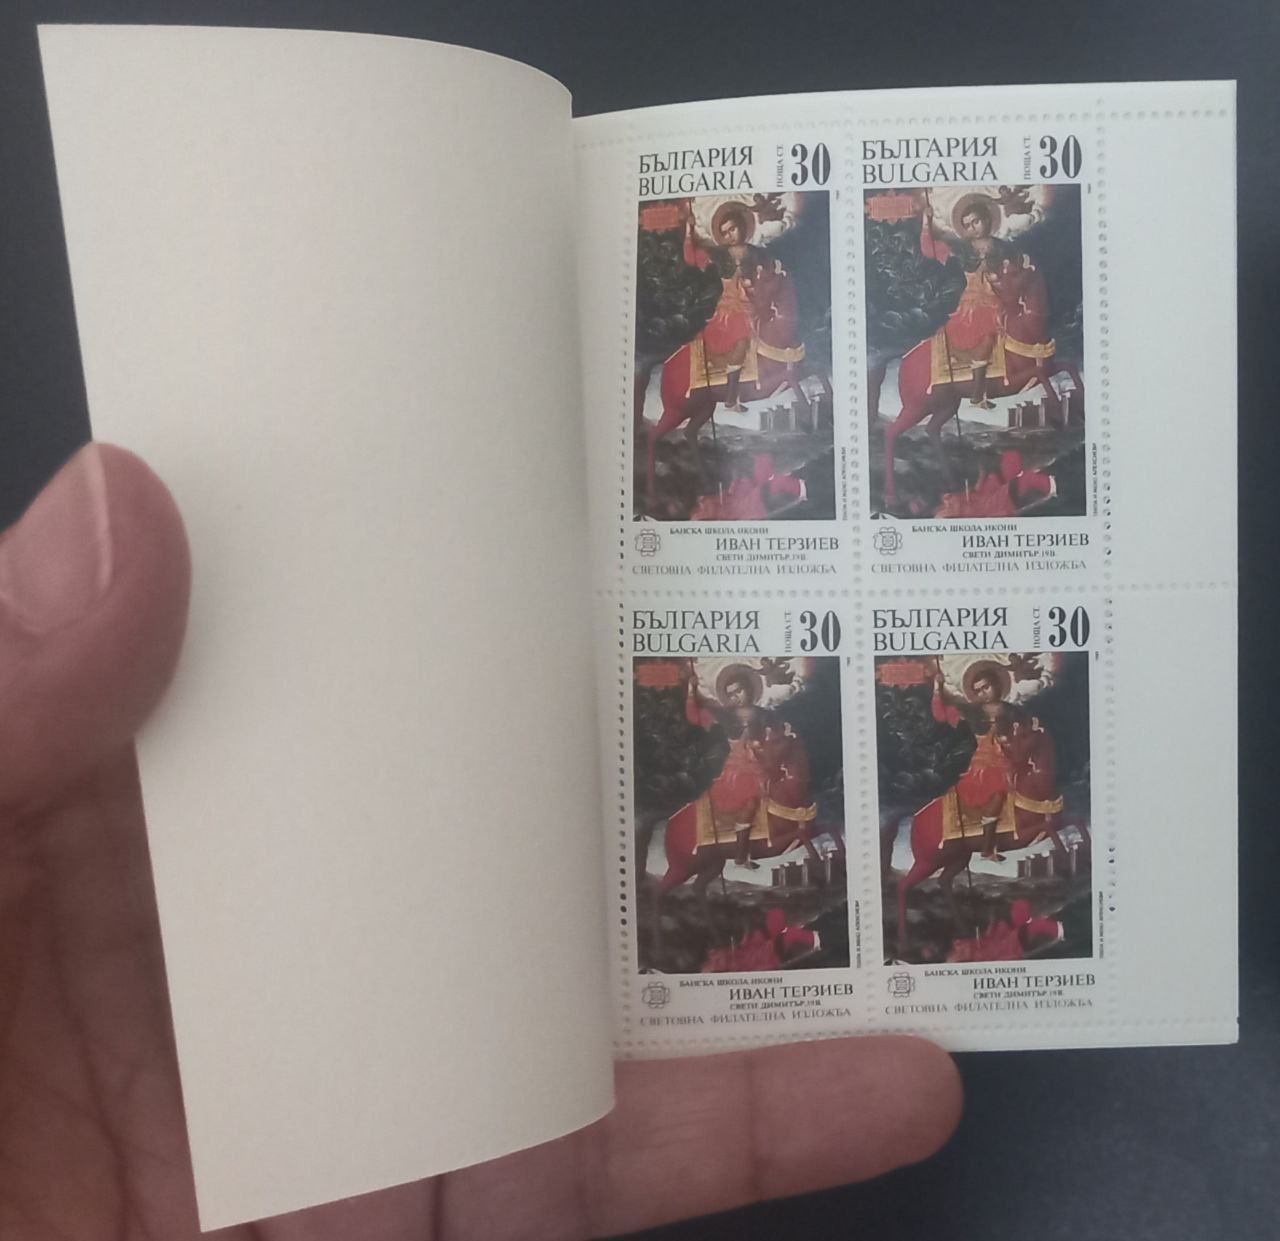 БЪЛГАРИЯ
BULGARIA
ПОЩА СТ.
30
БАНСКА ШКОЛА.ИКОНИ
ИВАН ТЕРЗИЕВ
СВЕТИ ДИМИТЪР.19В.
СВЕТОВНА ФИЛАТЕЛНА ИЗЛОЖБА
БЪЛГАРИЯ
BULGARIA
ПОЩА СТ.
30
БАНСКА ШКОЛА.ИКОНИ
ИВАН ТЕРЗИЕВ
СВЕТИ ДИМИТЪР.19В.
СВЕТОВНА ФИЛАТЕЛНА ИЗЛОЖБА
БЪЛГАРИЯ
BULGARIA
ПОЩА СТ.
30
БАНСКА ШКОЛА.ИКОНИ
ИВАН ТЕРЗИЕВ
СВЕТИ ДИМИТЪР.19В.
СВЕТОВНА ФИЛАТЕЛНА ИЗЛОЖБА
БЪЛГАРИЯ
BULGARIA
ПОЩА СТ.
30
БАНСКА ШКОЛА.ИКОНИ
ИВАН ТЕРЗИЕВ
СВЕТИ ДИМИТЪР.19В.
СВЕТОВНА ФИЛАТЕЛНА ИЗЛОЖБА